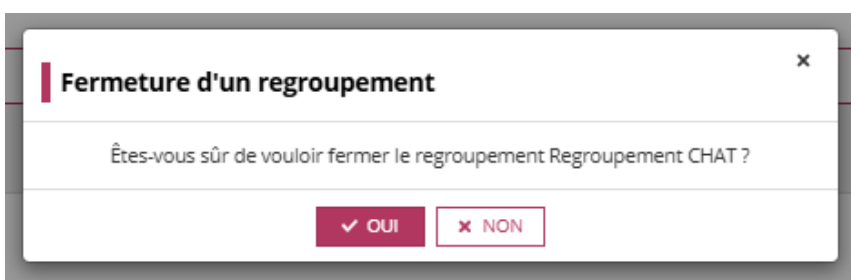 Fermeture d'un regroupement
Êtes-vous sûr de vouloir fermer le regroupement Regroupement CHAT ?
OUI
NON